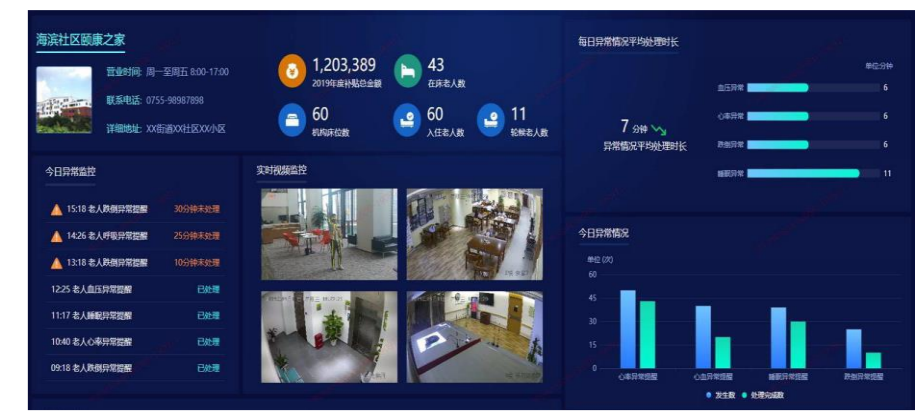 海滨社区颐康之家
营业时间: 周一至周五 8:00-17:00
联系电话: 0755-98987898
详细地址: XX街道XX社区XX小区
1,203,389
2019年度补贴总金额
43
在床老人数
60
机构床位数
60
入住老人数
11
轮候老人数
今日异常监控
15:18 老人跌倒异常提醒 30分钟未处理
14:26 老人呼吸异常提醒 25分钟未处理
13:18 老人跌倒异常提醒 10分钟未处理
12:25 老人血压异常提醒 已处理
11:17 老人睡眠异常提醒 已处理
10:40 老人心率异常提醒 已处理
09:18 老人跌倒异常提醒 已处理
实时视频监控
每日异常情况平均处理时长
单位:分钟
7 分钟
异常情况平均处理时长
血压异常 6
心率异常 6
跌倒异常 6
睡眠异常 11
今日异常情况
单位 (次)
60
45
30
15
0
心率异常提醒 心血异常提醒 睡眠异常提醒 跌倒异常提醒
发生数 处理完成数